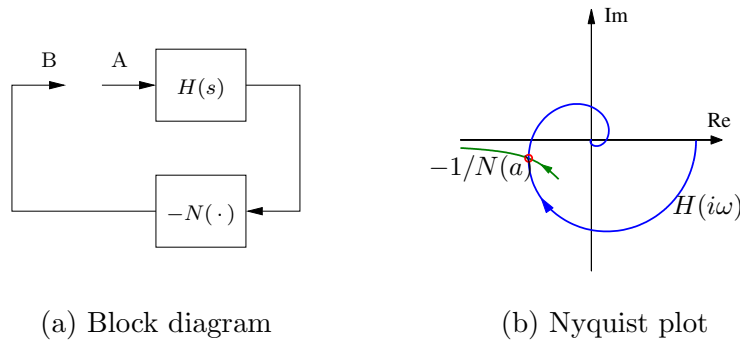 B
A
H(s)
−N( · )
(a) Block diagram
Im
Re
−1/N(a)
H(iω)
(b) Nyquist plot